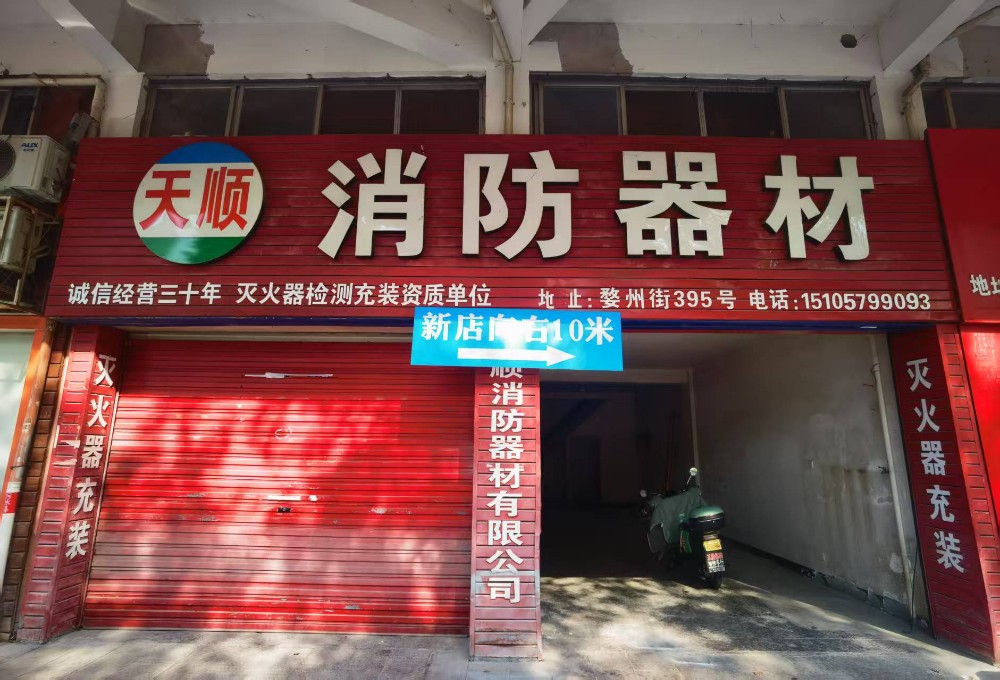 AUX
天顺
消防器材
诚信经营三十年 灭火器检测充装资质单位 地 止: 婺州街395号 电话:15105799093
地
新店向右10米
灭火器充装
顺消防器材有限公司
灭火器充装